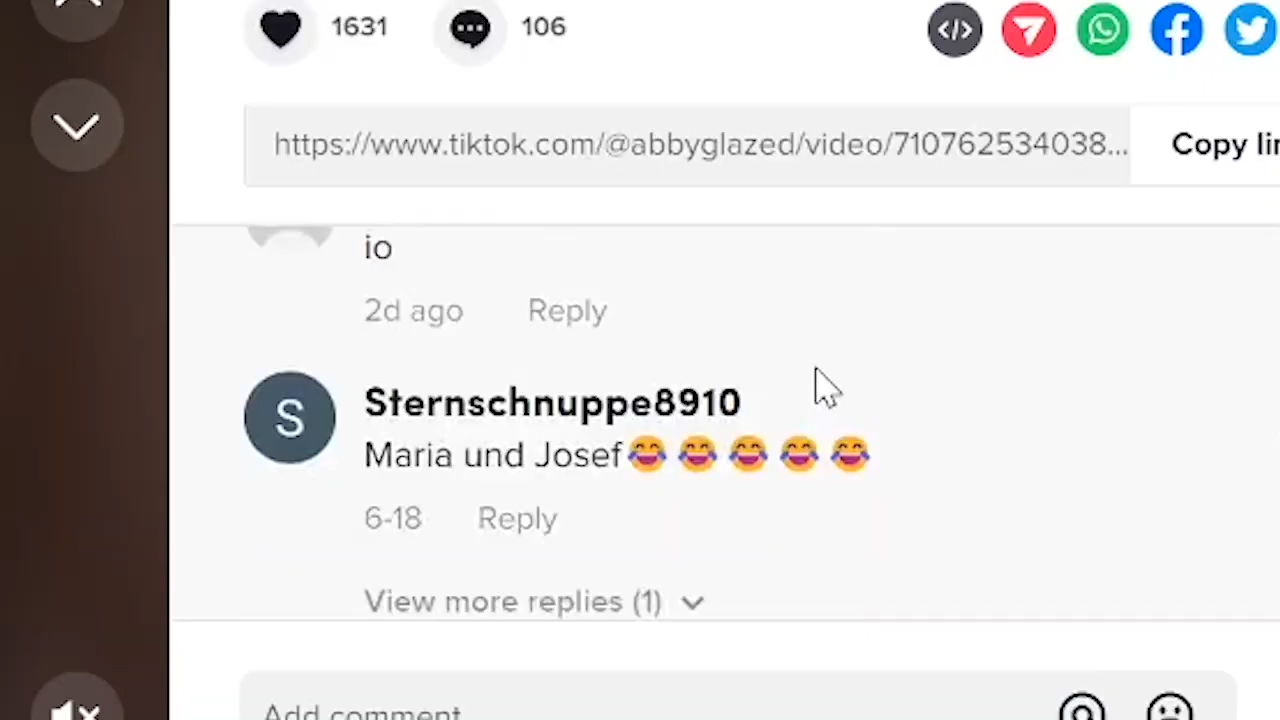 1631 106
https://www.tiktok.com/@abbyglazed/video/710762534038...
Copy li
io
2d ago Reply
S
Sternschnuppe8910
Maria und Josef😂😂😂😂😂
6-18 Reply
View more replies (1)
Add comment